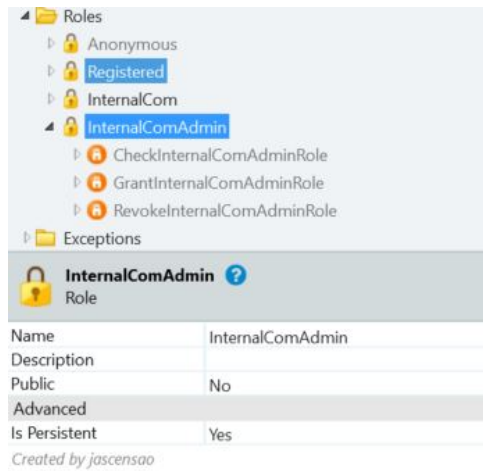 Roles
Anonymous
Registered
InternalCom
InternalComAdmin
CheckInternalComAdminRole
GrantInternalComAdminRole
RevokeInternalComAdminRole
Exceptions
InternalComAdmin ?
Role
Name InternalComAdmin
Description
Public No
Advanced
Is Persistent Yes
Created by jascensao